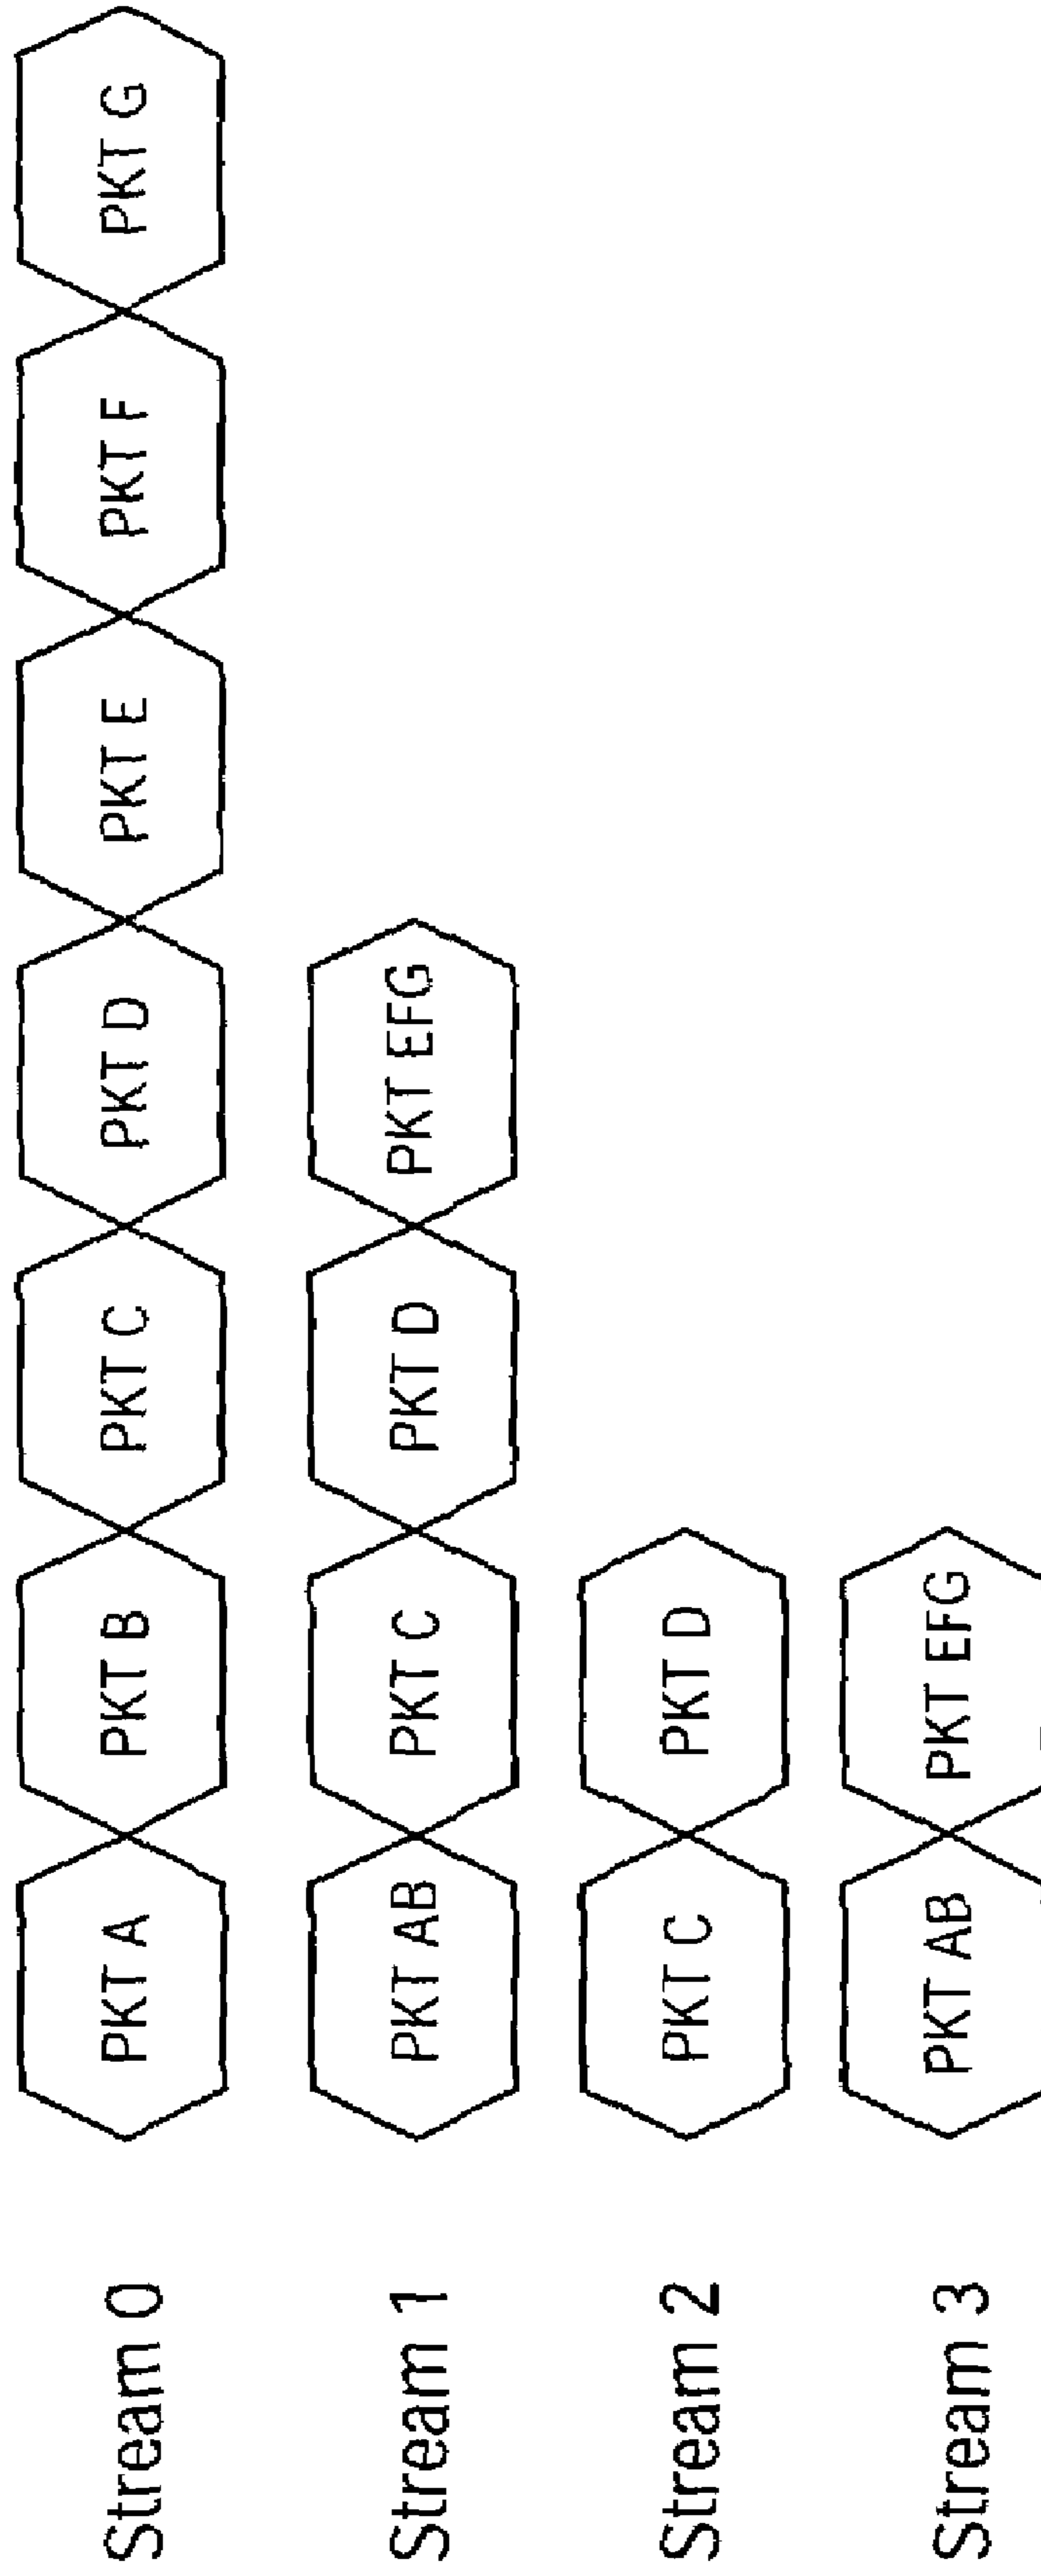 Stream 0 PKT A PKT B PKT C PKT D PKT E PKT F PKT G
Stream 1 PKT AB PKT C PKT D PKT EFG
Stream 2 PKT C PKT D
Stream 3 PKT AB PKT EFG